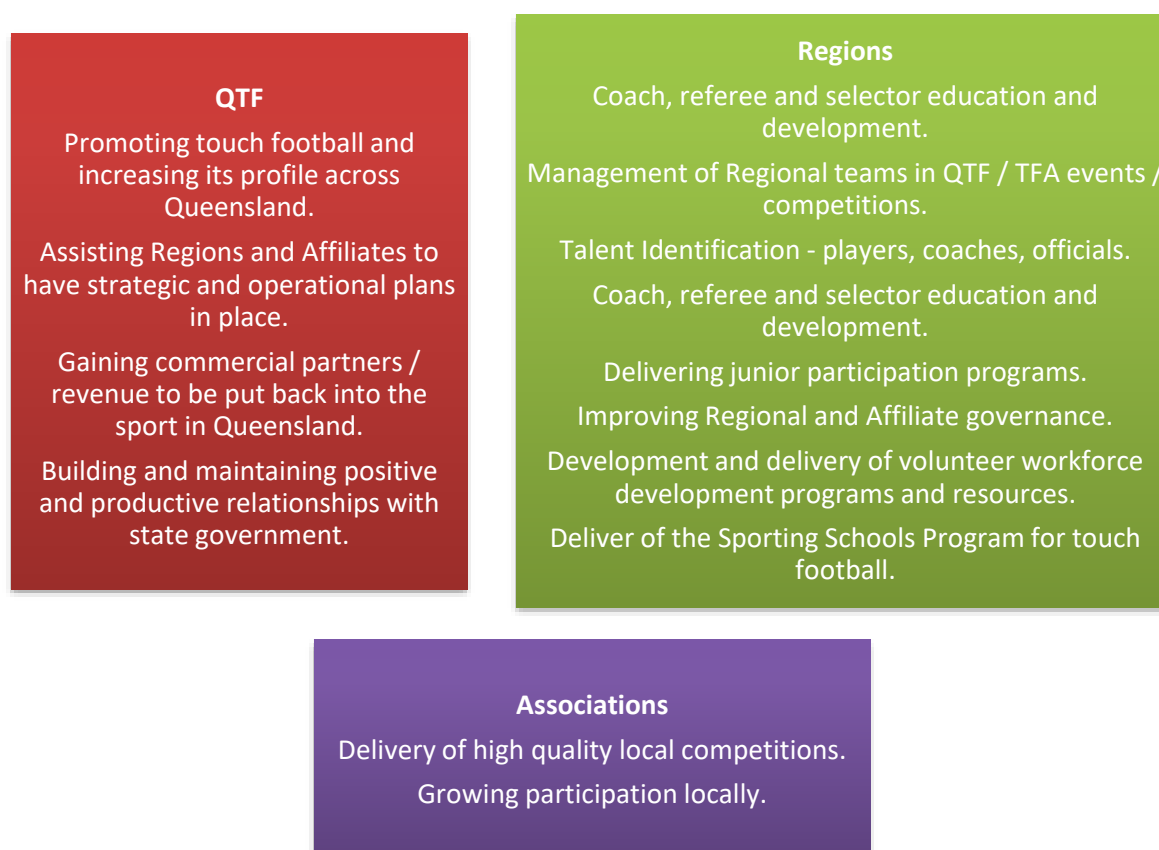 QTF
Promoting touch football and
increasing its profile across
Queensland.
Assisting Regions and Affiliates to
have strategic and operational plans
in place.
Gaining commercial partners /
revenue to be put back into the
sport in Queensland.
Building and maintaining positive
and productive relationships with
state government.
Regions
Coach, referee and selector education and
development.
Management of Regional teams in QTF / TFA events /
competitions.
Talent Identification - players, coaches, officials.
Coach, referee and selector education and
development.
Delivering junior participation programs.
Improving Regional and Affiliate governance.
Development and delivery of volunteer workforce
development programs and resources.
Deliver of the Sporting Schools Program for touch
football.
Associations
Delivery of high quality local competitions.
Growing participation locally.